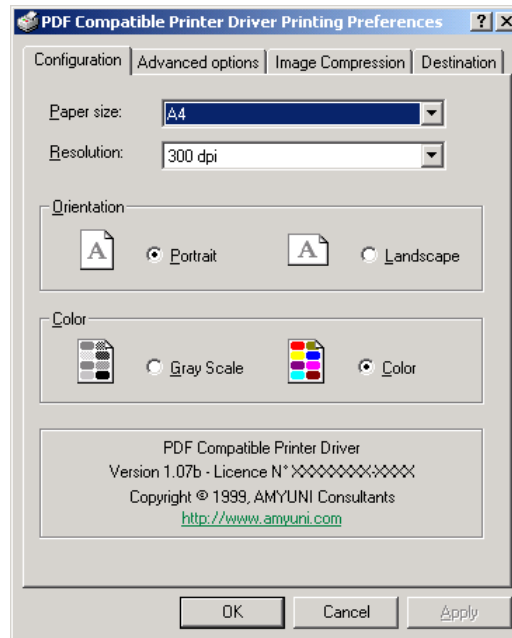 PDF Compatible Printer Driver Printing Preferences
Configuration Advanced options Image Compression Destination
Paper size: A4
Resolution: 300 dpi
Orientation
A Portrait A Landscape
Color
Gray Scale Color
PDF Compatible Printer Driver
Version 1.07b - Licence N° XXXXXXXX-XXXX
Copyright © 1999, AMYUNI Consultants
http://www.amyuni.com
OK Cancel Apply